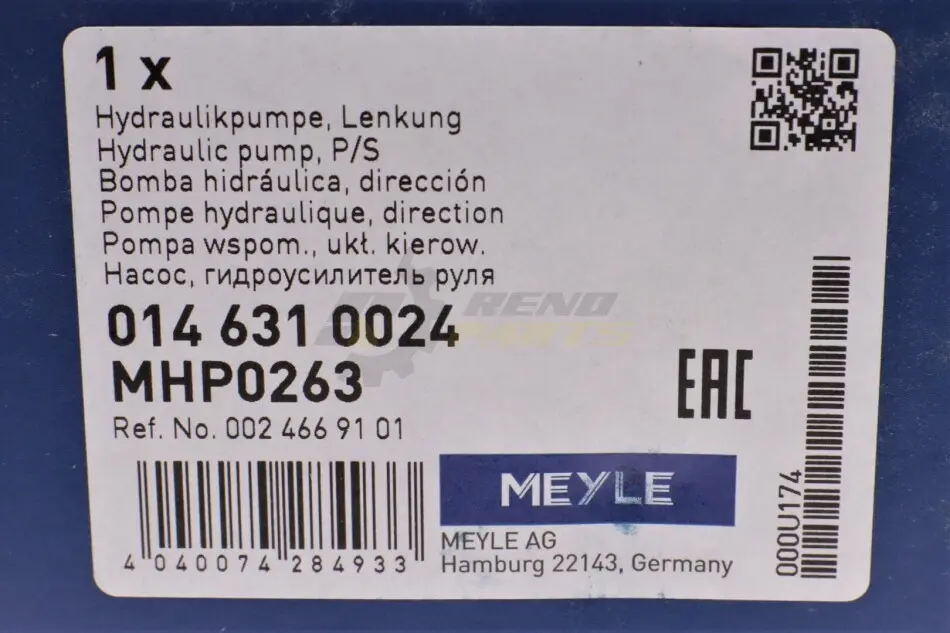 1 x
Hydraulikpumpe, Lenkung
Hydraulic pump, P/S
Bomba hidráulica, dirección
Pompe hydraulique, direction
Pompa wspom., ukł. kierow.
Насос, гидроусилитель руля
RENO
PARTS
014 631 0024
MHP0263
EAC
Ref. No. 002 466 91 01
MEYLE
4 040074 284933
MEYLE AG
Hamburg 22143, Germany
000U174